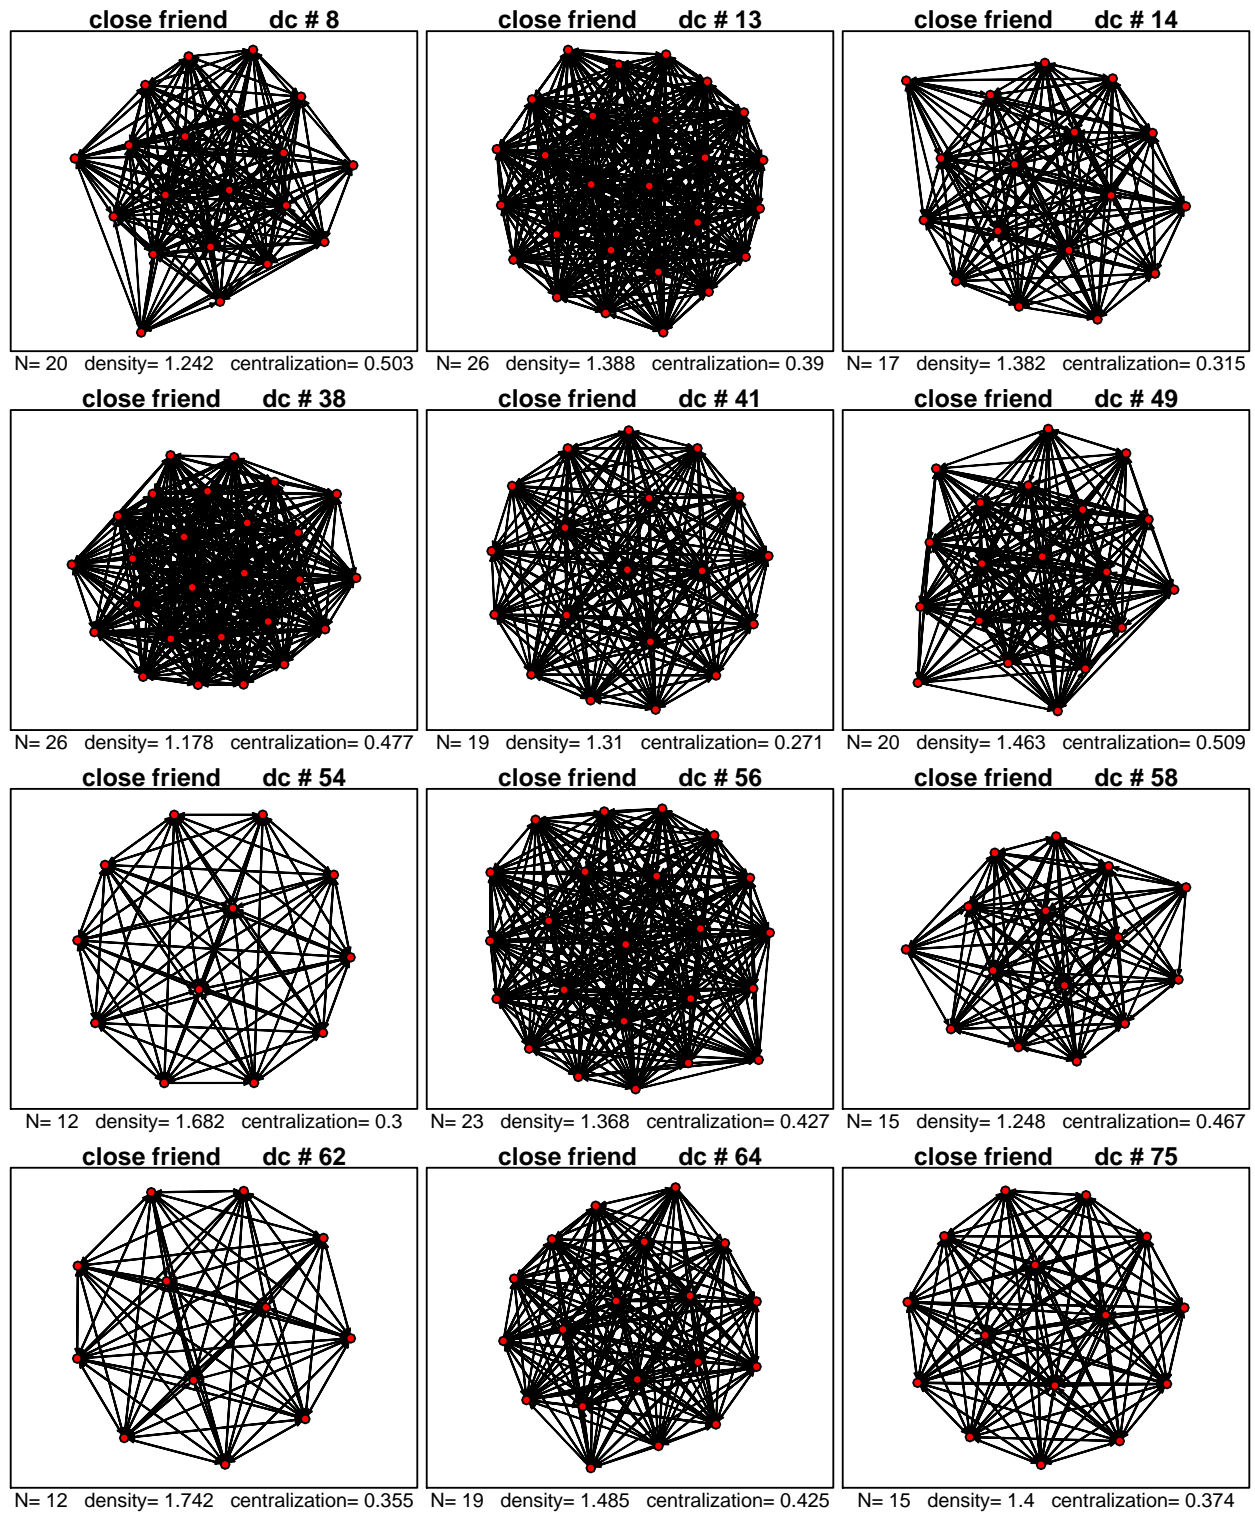 close friend dc # 8 close friend dc # 13 close friend dc # 14
N= 20 density= 1.242 centralization= 0.503 N= 26 density= 1.388 centralization= 0.39 N= 17 density= 1.382 centralization= 0.315
close friend dc # 38 close friend dc # 41 close friend dc # 49
N= 26 density= 1.178 centralization= 0.477 N= 19 density= 1.31 centralization= 0.271 N= 20 density= 1.463 centralization= 0.509
close friend dc # 54 close friend dc # 56 close friend dc # 58
N= 12 density= 1.682 centralization= 0.3 N= 23 density= 1.368 centralization= 0.427 N= 15 density= 1.248 centralization= 0.467
close friend dc # 62 close friend dc # 64 close friend dc # 75
N= 12 density= 1.742 centralization= 0.355 N= 19 density= 1.485 centralization= 0.425 N= 15 density= 1.4 centralization= 0.374